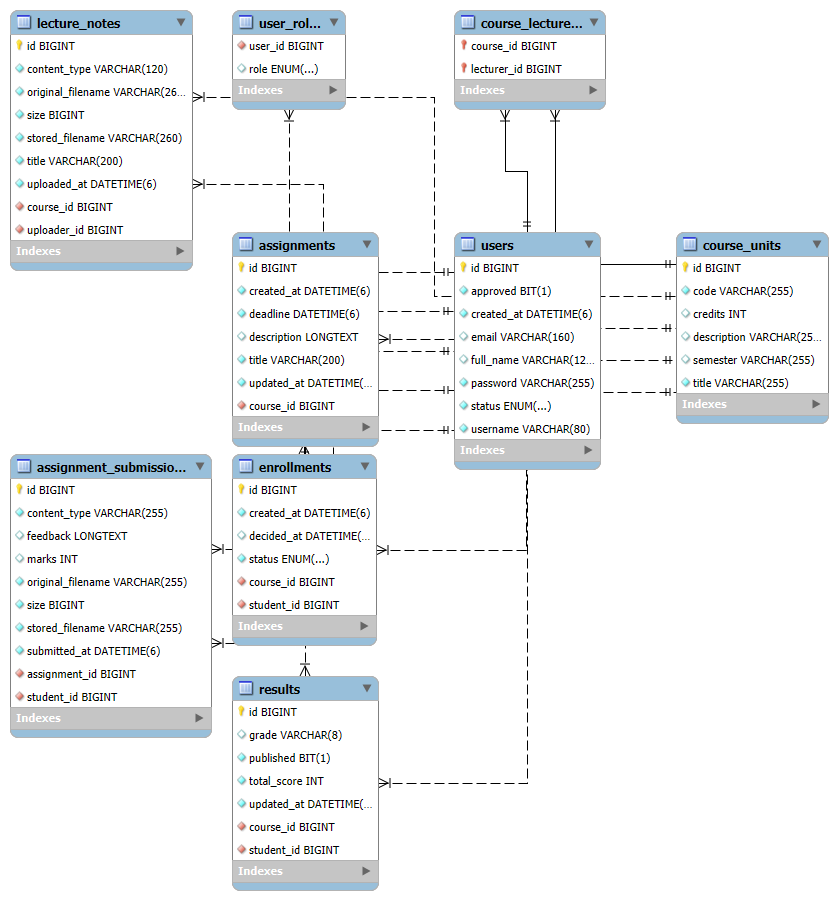 lecture_notes
id BIGINT
content_type VARCHAR(120)
original_filename VARCHAR(26...
size BIGINT
stored_filename VARCHAR(260)
title VARCHAR(200)
uploaded_at DATETIME(6)
course_id BIGINT
uploader_id BIGINT
Indexes
user_rol...
user_id BIGINT
role ENUM(...)
Indexes
course_lecture...
course_id BIGINT
lecturer_id BIGINT
Indexes
assignments
id BIGINT
created_at DATETIME(6)
deadline DATETIME(6)
description LONGTEXT
title VARCHAR(200)
updated_at DATETIME(...
course_id BIGINT
Indexes
users
id BIGINT
approved BIT(1)
created_at DATETIME(6)
email VARCHAR(160)
full_name VARCHAR(12...
password VARCHAR(255)
status ENUM(...)
username VARCHAR(80)
Indexes
course_units
id BIGINT
code VARCHAR(255)
credits INT
description VARCHAR(25...
semester VARCHAR(255)
title VARCHAR(255)
Indexes
assignment_submissio...
id BIGINT
content_type VARCHAR(255)
feedback LONGTEXT
marks INT
original_filename VARCHAR(255)
size BIGINT
stored_filename VARCHAR(255)
submitted_at DATETIME(6)
assignment_id BIGINT
student_id BIGINT
Indexes
enrollments
id BIGINT
created_at DATETIME(6)
decided_at DATETIME(...
status ENUM(...)
course_id BIGINT
student_id BIGINT
Indexes
results
id BIGINT
grade VARCHAR(8)
published BIT(1)
total_score INT
updated_at DATETIME(...
course_id BIGINT
student_id BIGINT
Indexes